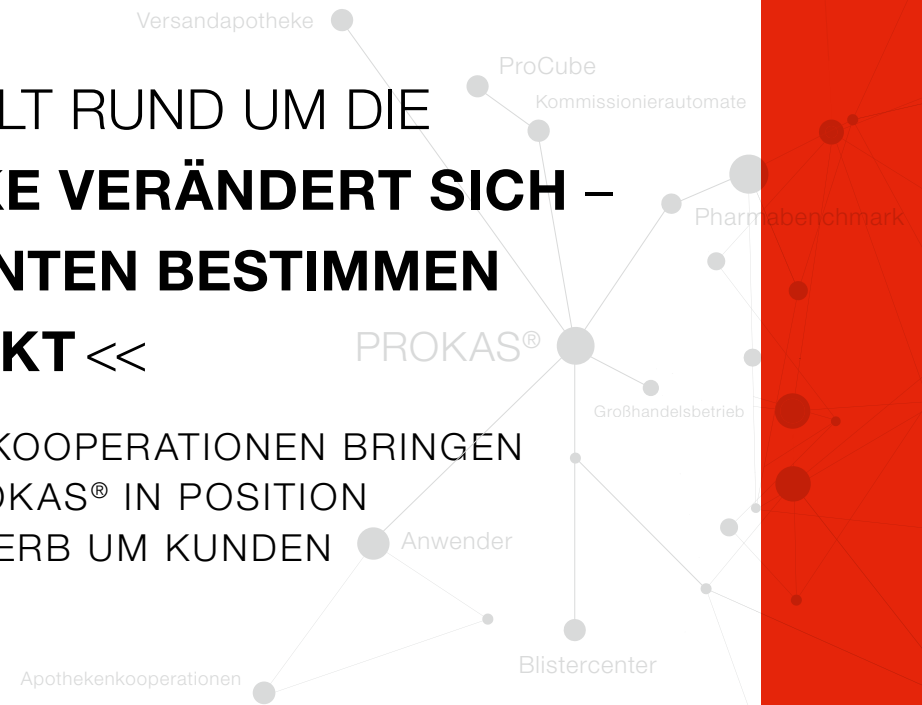 Versandapotheke
ProCube
Kommissionierautomate
LT RUND UM DIE
KE VERÄNDERT SICH –
Pharmabenchmark
NTEN BESTIMMEN
KT <<
PROKAS®
Großhandelsbetrieb
KOOPERATIONEN BRINGEN
OKAS® IN POSITION
ERB UM KUNDEN
Anwender
Blistercenter
Apothekenkooperationen